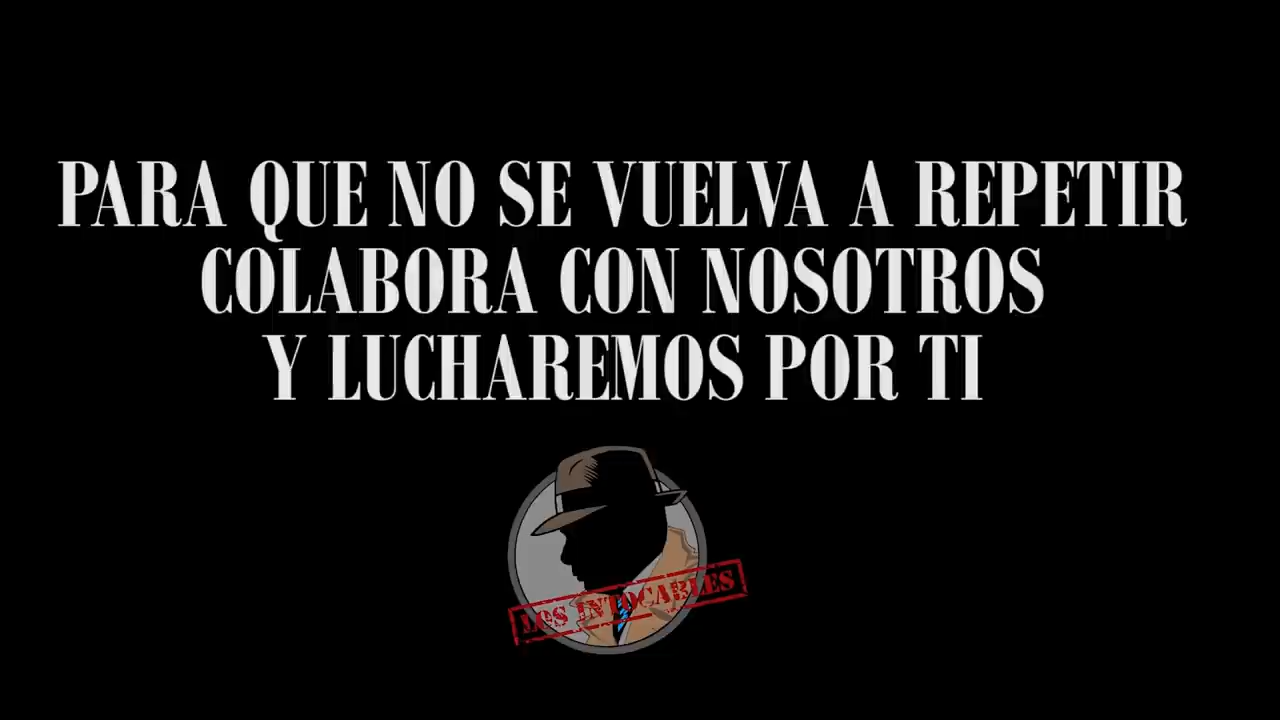 PARA QUE NO SE VUELVA A REPETIR
COLABORA CON NOSOTROS
Y LUCHAREMOS POR TI
LOS INTOCABLES